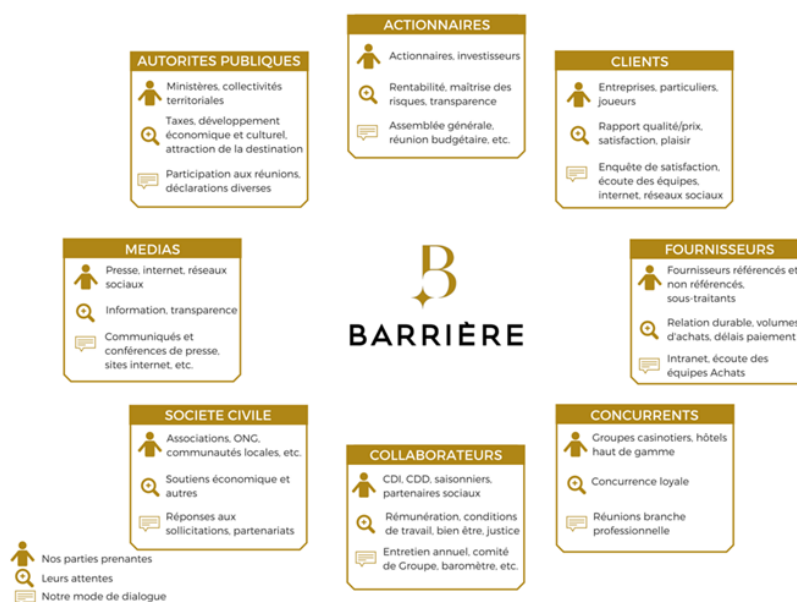 ACTIONNAIRES
Actionnaires, investisseurs
Rentabilité, maîtrise des
risques, transparence
Assemblée générale,
réunion budgétaire, etc.
AUTORITES PUBLIQUES
Ministères, collectivités
territoriales
Taxes, développement
économique et culturel,
attraction de la destination
Participation aux réunions,
déclarations diverses
CLIENTS
Entreprises, particuliers,
joueurs
Rapport qualité/prix,
satisfaction, plaisir
Enquête de satisfaction,
écoute des équipes,
internet, réseaux sociaux
MEDIAS
Presse, internet, réseaux
sociaux
Information, transparence
Communiqués et
conférences de presse,
sites internet, etc.
B
BARRIÈRE
FOURNISSEURS
Fournisseurs référencés et
non référencés,
sous-traitants
Relation durable, volumes
d'achats, délais paiement
Intranet, écoute des
équipes Achats
SOCIETE CIVILE
Associations, ONG,
communautés locales, etc.
Soutiens économique et
autres
Réponses aux
sollicitations, partenariats
COLLABORATEURS
CDI, CDD, saisonniers,
partenaires sociaux
Rémunération, conditions
de travail, bien être, justice
Entretien annuel, comité
de Groupe, baromètre, etc.
CONCURRENTS
Groupes casinotiers, hôtels
haut de gamme
Concurrence loyale
Réunions branche
professionnelle
Nos parties prenantes
Leurs attentes
Notre mode de dialogue